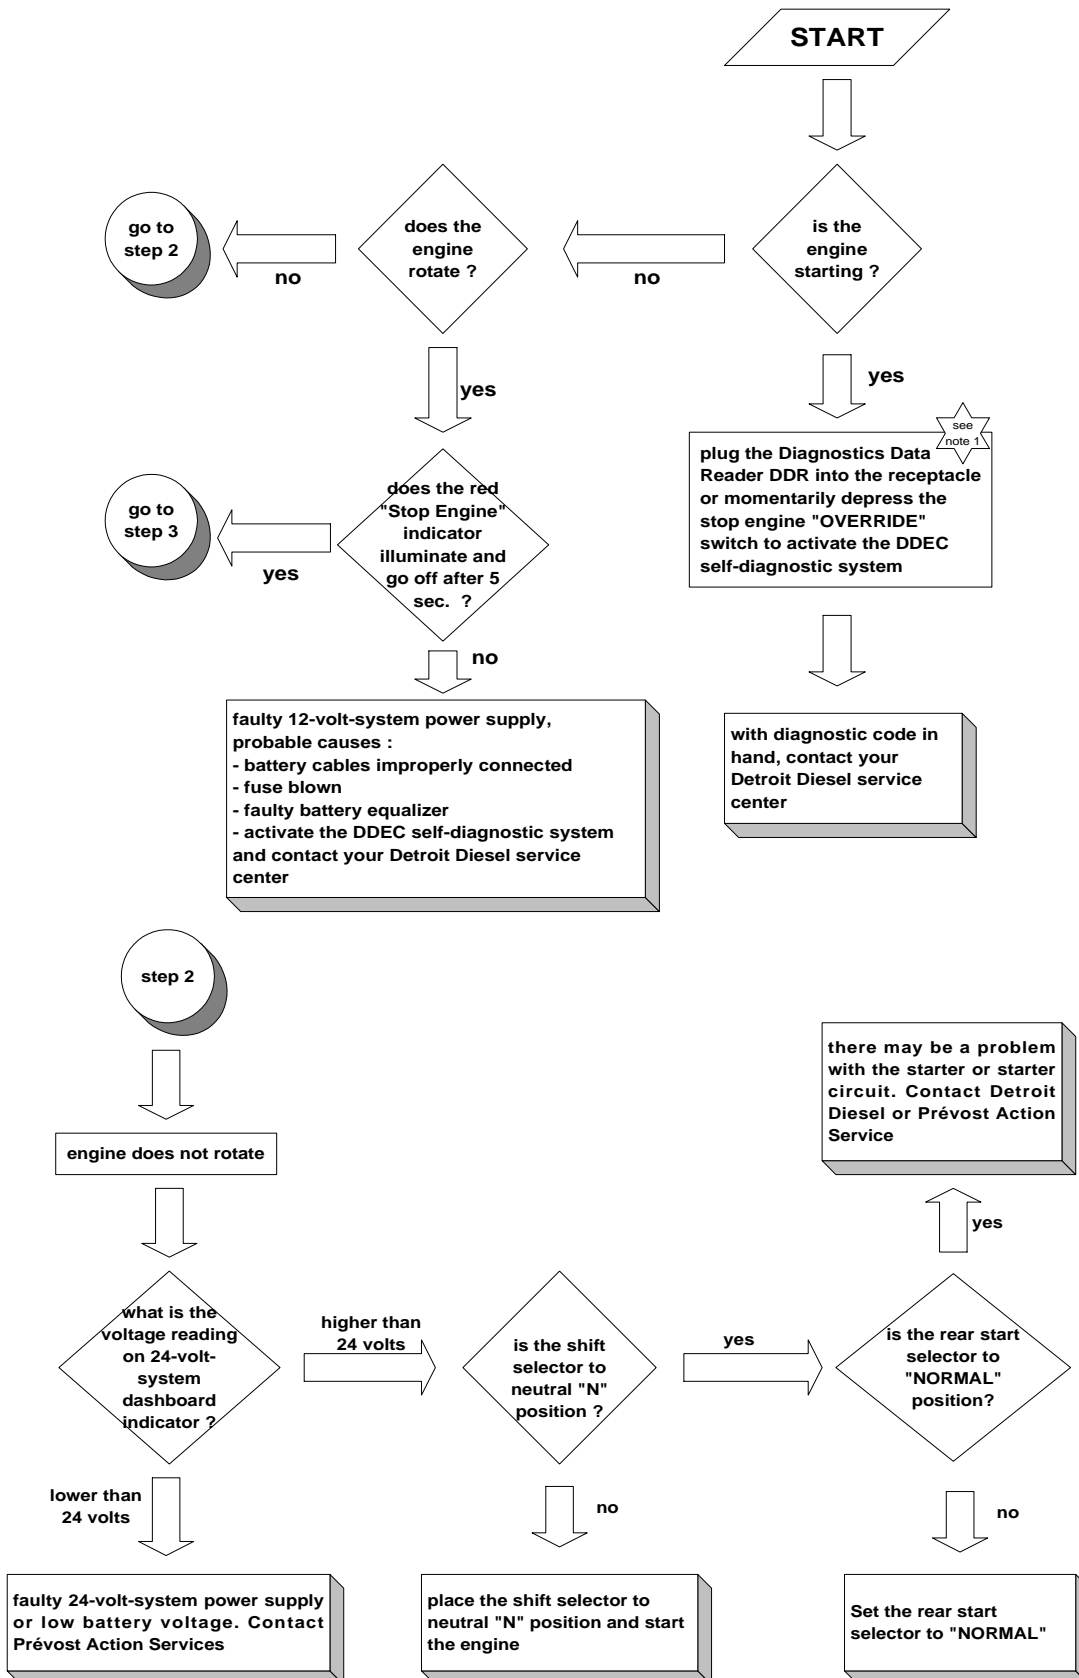 START
is the
engine
starting ?
no
does the
engine
rotate ?
no
go to
step 2
yes
see
note 1
plug the Diagnostics Data
Reader DDR into the receptacle
or momentarily depress the
stop engine "OVERRIDE"
switch to activate the DDEC
self-diagnostic system
with diagnostic code in
hand, contact your
Detroit Diesel service
center
yes
does the red
"Stop Engine"
indicator
illuminate and
go off after 5
sec. ?
yes
go to
step 3
no
faulty 12-volt-system power supply,
probable causes :
- battery cables improperly connected
- fuse blown
- faulty battery equalizer
- activate the DDEC self-diagnostic system
and contact your Detroit Diesel service
center
step 2
engine does not rotate
what is the
voltage reading
on 24-volt-
system
dashboard
indicator ?
higher than
24 volts
is the shift
selector to
neutral "N"
position ?
yes
is the rear start
selector to
"NORMAL"
position?
yes
there may be a problem
with the starter or starter
circuit. Contact Detroit
Diesel or Prévost Action
Service
lower than
24 volts
no
no
faulty 24-volt-system power supply
or low battery voltage. Contact
Prévost Action Services
place the shift selector to
neutral "N" position and start
the engine
Set the rear start
selector to "NORMAL"